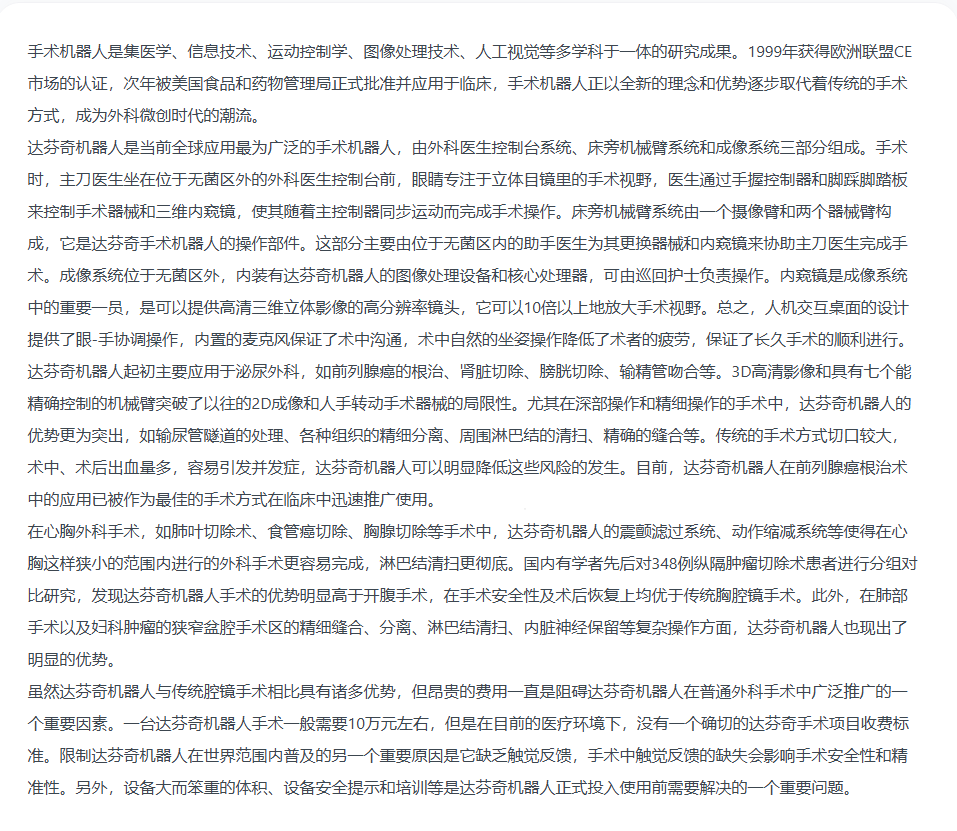 手术机器人是集医学、信息技术、运动控制学、图像处理技术、人工视觉等多学科于一体的研究成果。1999年获得欧洲联盟CE
市场的认证，次年被美国食品和药物管理局正式批准并应用于临床，手术机器人正以全新的理念和优势逐步取代着传统的手术
方式，成为外科微创时代的潮流。
达芬奇机器人是当前全球应用最为广泛的手术机器人，由外科医生控制台系统、床旁机械臂系统和成像系统三部分组成。手术
时，主刀医生坐在位于无菌区外的外科医生控制台前，眼睛专注于立体目镜里的手术视野，医生通过手握控制器和脚踩脚踏板
来控制手术器械和三维内窥镜，使其随着主控制器同步运动而完成手术操作。床旁机械臂系统由一个摄像臂和两个器械臂构
成，它是达芬奇手术机器人的操作部件。这部分主要由位于无菌区内的助手医生为其更换器械和内窥镜来协助主刀医生完成手
术。成像系统位于无菌区外，内装有达芬奇机器人的图像处理设备和核心处理器，可由巡回护士负责操作。内窥镜是成像系统
中的重要一员，是可以提供高清三维立体影像的高分辨率镜头，它可以10倍以上地放大手术视野。总之，人机交互桌面的设计
提供了眼-手协调操作，内置的麦克风保证了术中沟通，术中自然的坐姿操作降低了术者的疲劳，保证了长久手术的顺利进行。
达芬奇机器人起初主要应用于泌尿外科，如前列腺癌的根治、肾脏切除、膀胱切除、输精管吻合等。3D高清影像和具有七个能
精确控制的机械臂突破了以往的2D成像和人手转动手术器械的局限性。尤其在深部操作和精细操作的手术中，达芬奇机器人的
优势更为突出，如输尿管隧道的处理、各种组织的精细分离、周围淋巴结的清扫、精确的缝合等。传统的手术方式切口较大，
术中、术后出血量多，容易引发并发症，达芬奇机器人可以明显降低这些风险的发生。目前，达芬奇机器人在前列腺癌根治术
中的应用已被作为最佳的手术方式在临床中迅速推广使用。
在心胸外科手术，如肺叶切除术、食管癌切除、胸腺切除等手术中，达芬奇机器人的震颤滤过系统、动作缩减系统等使得在心
胸这样狭小的范围内进行的外科手术更容易完成，淋巴结清扫更彻底。国内有学者先后对348例纵隔肿瘤切除术患者进行分组对
比研究，发现达芬奇机器人手术的优势明显高于开腹手术，在手术安全性及术后恢复上均优于传统胸腔镜手术。此外，在肺部
手术以及妇科肿瘤的狭窄盆腔手术区的精细缝合、分离、淋巴结清扫、内脏神经保留等复杂操作方面，达芬奇机器人也现出了
明显的优势。
虽然达芬奇机器人与传统腔镜手术相比具有诸多优势，但昂贵的费用一直是阻碍达芬奇机器人在普通外科手术中广泛推广的一
个重要因素。一台达芬奇机器人手术一般需要10万元左右，但是在目前的医疗环境下，没有一个确切的达芬奇手术项目收费标
准。限制达芬奇机器人在世界范围内普及的另一个重要原因是它缺乏触觉反馈，手术中触觉反馈的缺失会影响手术安全性和精
准性。另外，设备大而笨重的体积、设备安全提示和培训等是达芬奇机器人正式投入使用前需要解决的一个重要问题。